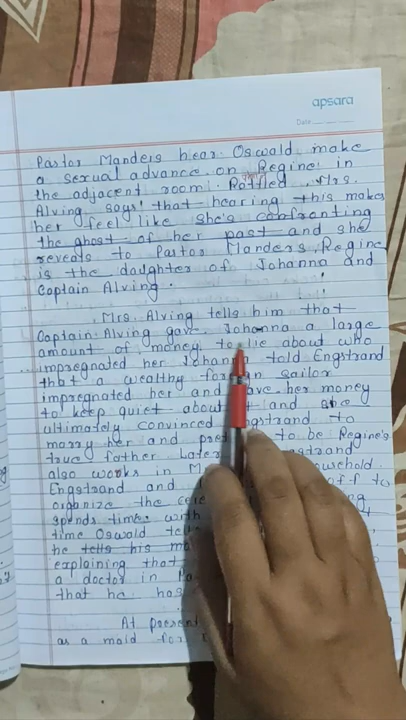 apsara
Date
Pastor Manders hear Oswald make
a sexual advance on Regine in
the adjacent room. Rattled, Mrs.
Alving says that hearing this makes
her feel like she's confronting
the ghost of her past and she
reveals to Pastor Manders, Regine
is the daughter of Johanna and
Captain Alving.
Mrs. Alving tells him that
Captain Alving gave Johanna a large
amount of money to lie about who
impregnated her Johanna told Engstrand
that a wealthy sailor
impregnated her and her money
to keep quiet about and she
ultimately convinced
marry her and to be Regine's
true father Later
also works in household
Engstrand and off to
organize the
spends time with
time Oswald
he tells his
explaining that
a doctor in
that he has
At present
as a maid for